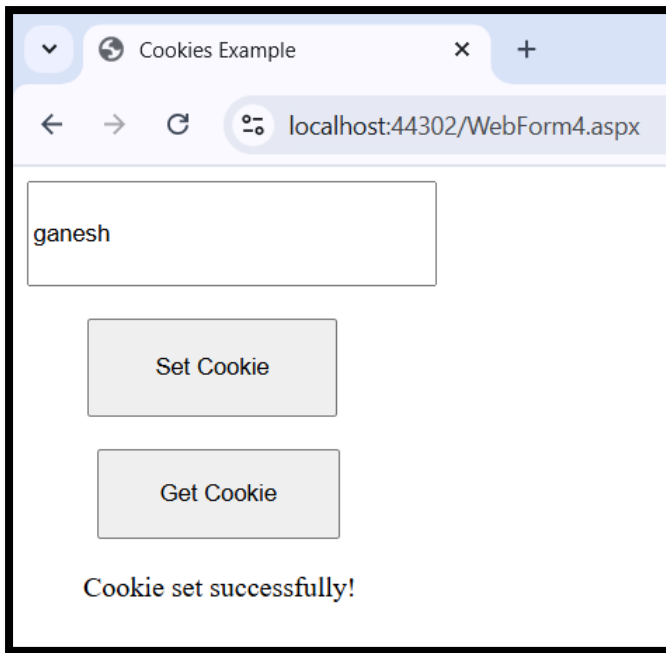 Cookies Example
localhost:44302/WebForm4.aspx
ganesh
Set Cookie
Get Cookie
Cookie set successfully!